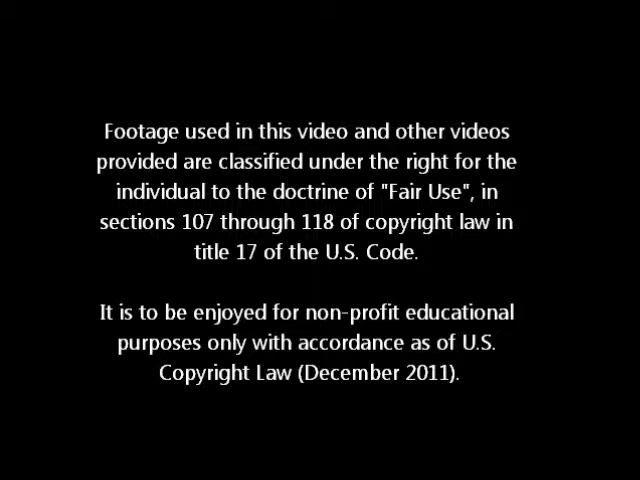 Footage used in this video and other videos
provided are classified under the right for the
individual to the doctrine of "Fair Use", in
sections 107 through 118 of copyright law in
title 17 of the U.S. Code.
It is to be enjoyed for non-profit educational
purposes only with accordance as of U.S.
Copyright Law (December 2011).